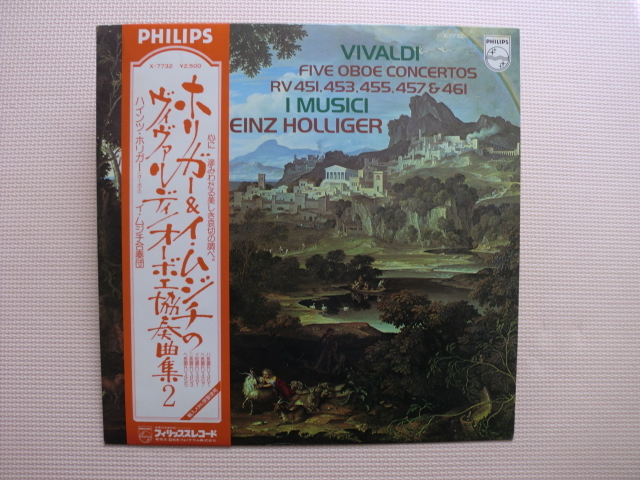 PHILIPS
X-7732 ¥2,500
ホリガー&イ・ムジチの
ヴィヴァルディ/オーボエ協奏曲集2
ハインツ・ホリガー
イ・ムジチ合奏団
フィリップスレコード
X-7732
PHILIPS
VIVALDI
FIVE OBOE CONCERTOS
RV 451, 453, 455, 457 & 461
I MUSICI
EINZ HOLLIGER